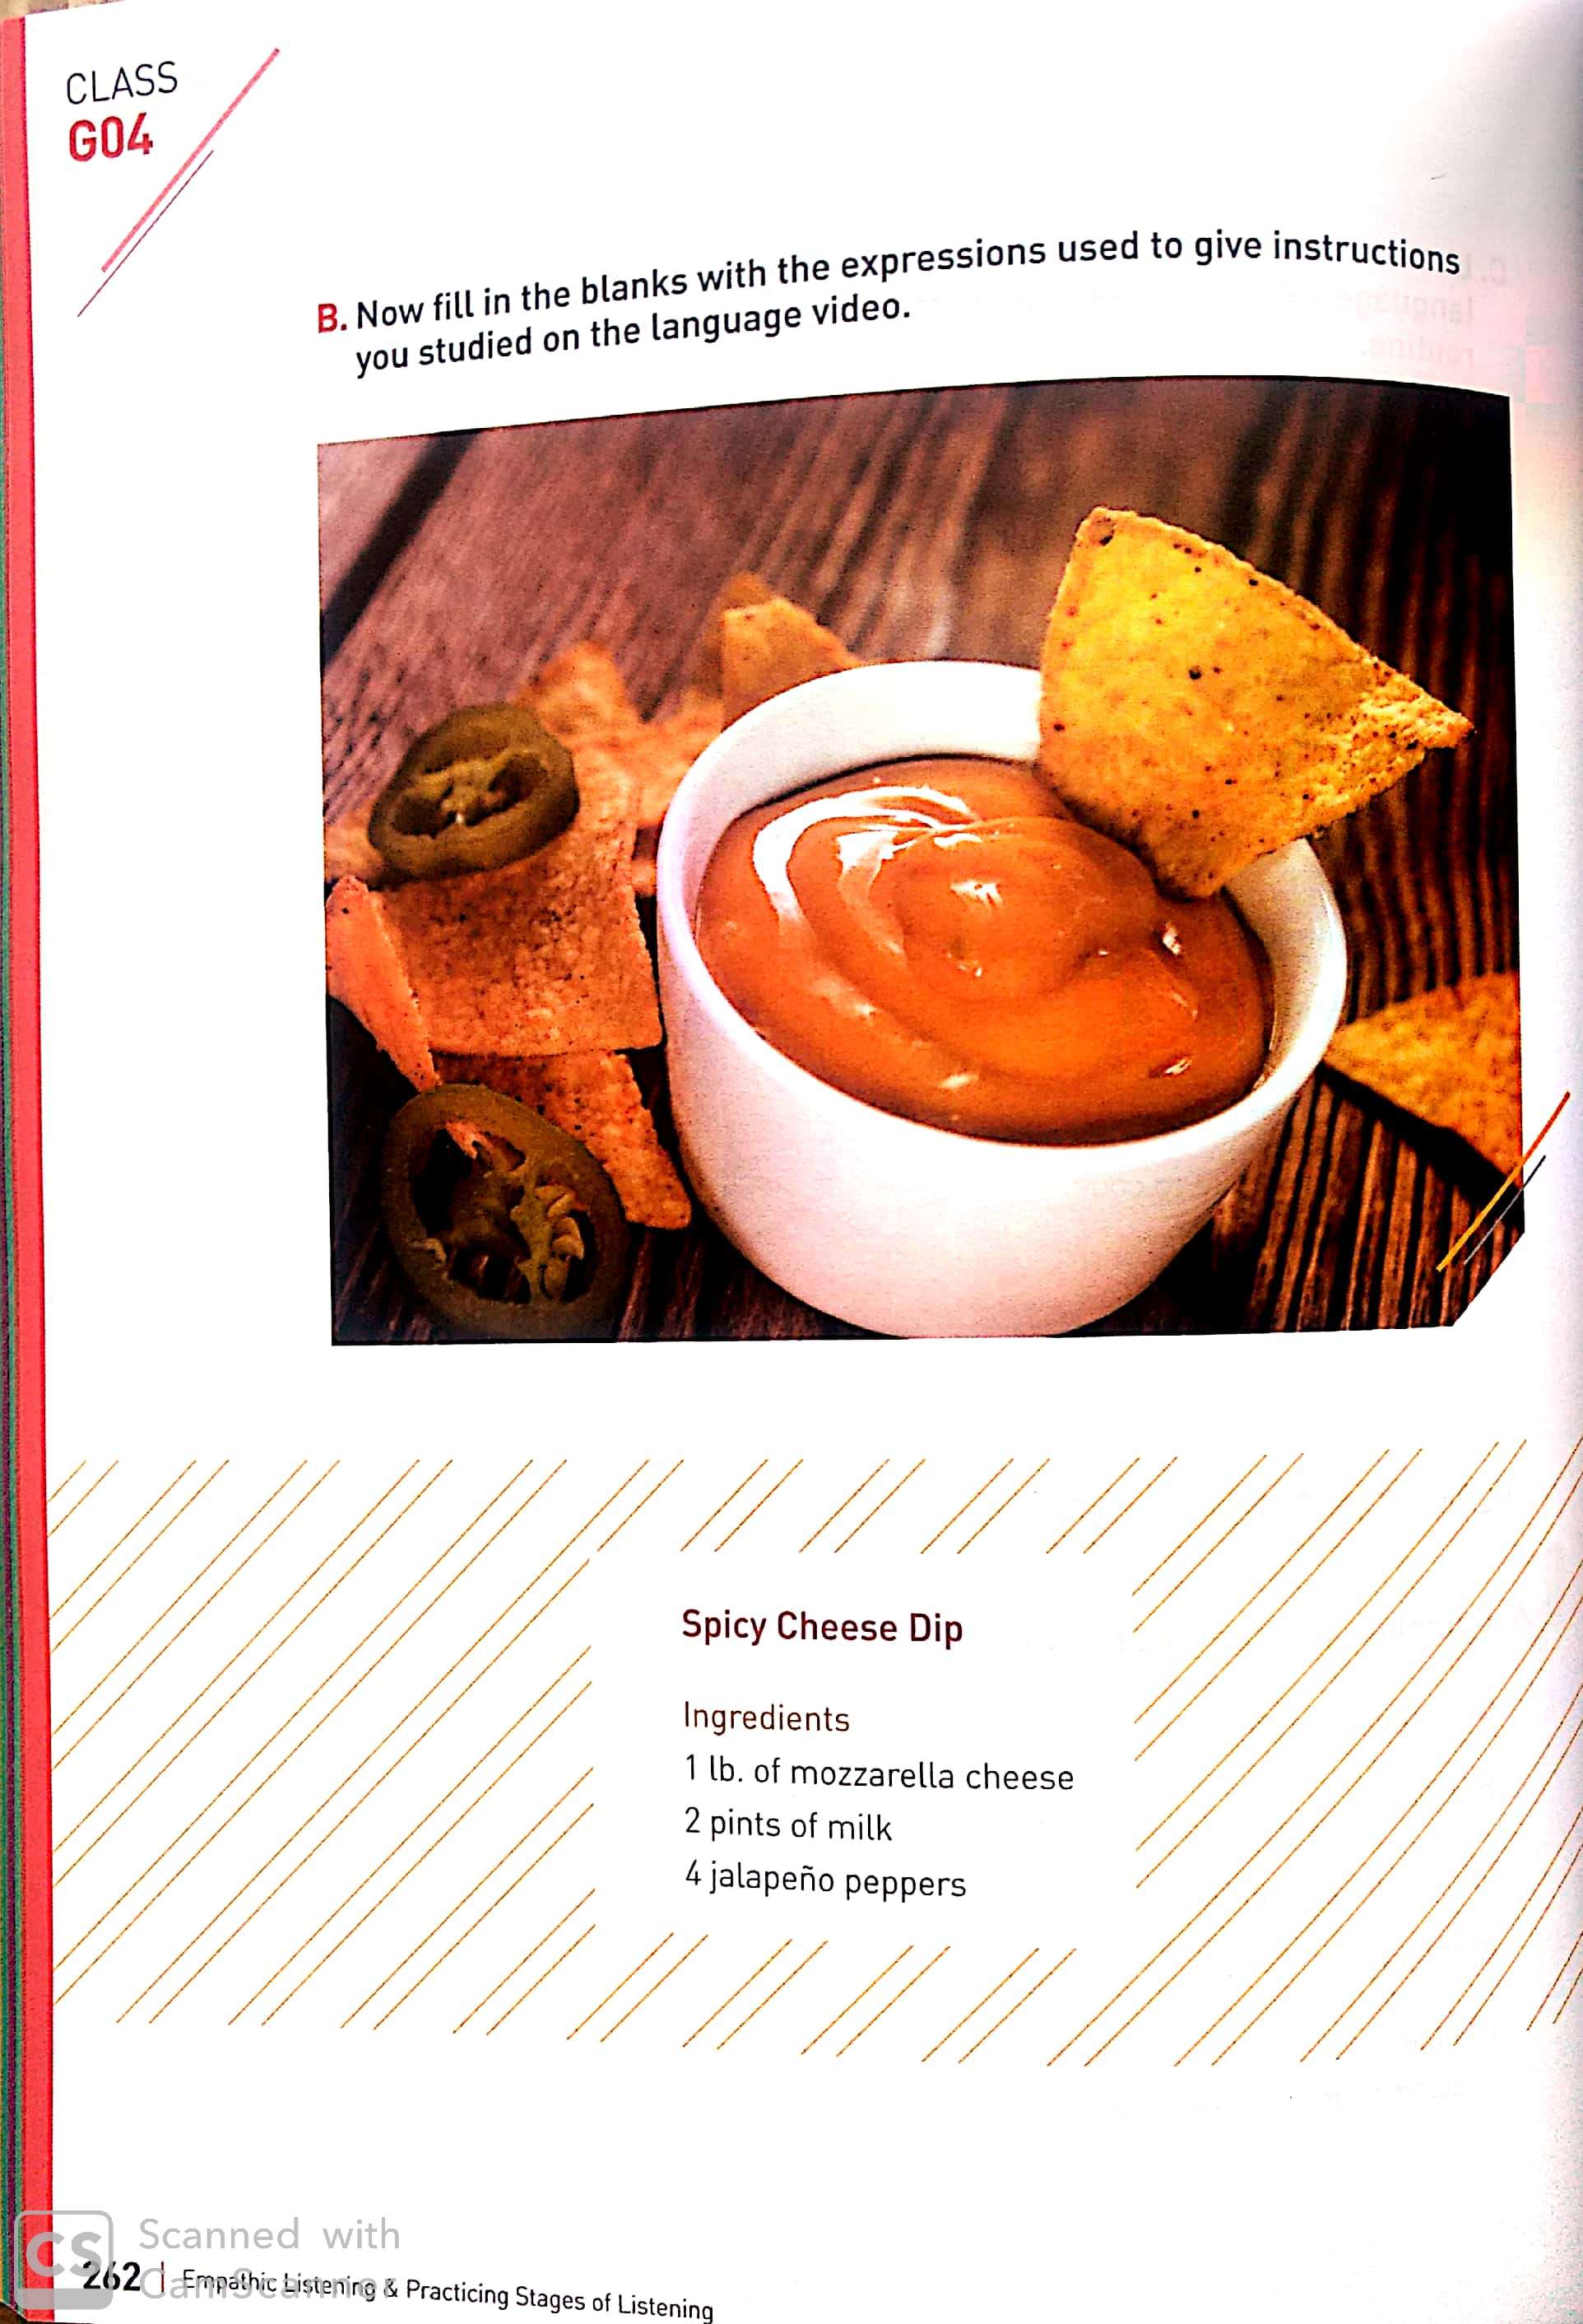 CLASS
G04
B. Now fill in the blanks with the expressions used to give instructions
you studied on the language video.
Spicy Cheese Dip
Ingredients
1 lb. of mozzarella cheese
2 pints of milk
4 jalapeño peppers
CS
Scanned with
CamScanner
262 | Empathic Listening & Practicing Stages of Listening